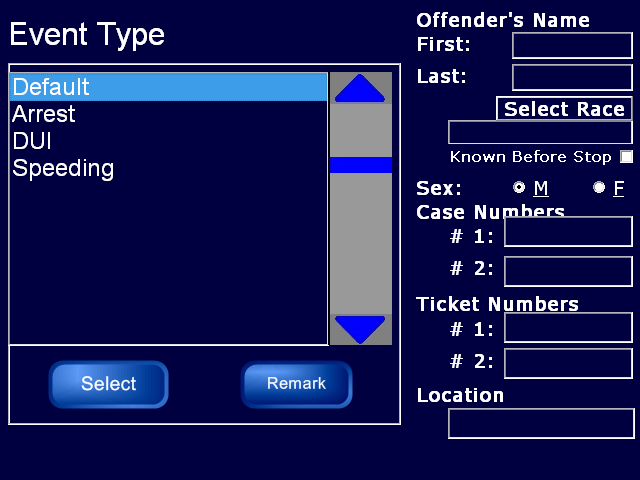 Event Type
Default
Arrest
DUI
Speeding
Select
Remark
Offender's Name
First:
Last:
Select Race
Known Before Stop
Sex: M F
Case Numbers
# 1:
# 2:
Ticket Numbers
# 1:
# 2:
Location